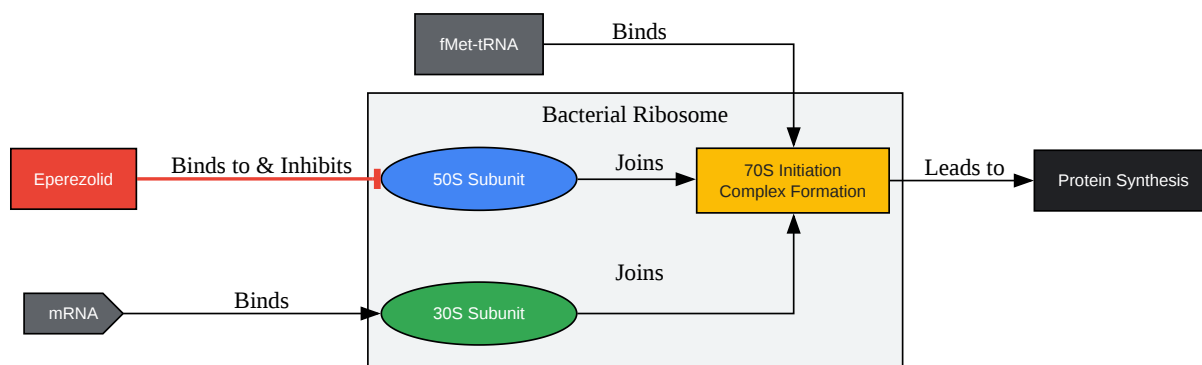 fMet-tRNA
Binds
Bacterial Ribosome
Eperezolid
Binds to & Inhibits
50S Subunit
Joins
70S Initiation
Complex Formation
Leads to
Protein Synthesis
mRNA
Binds
30S Subunit
Joins